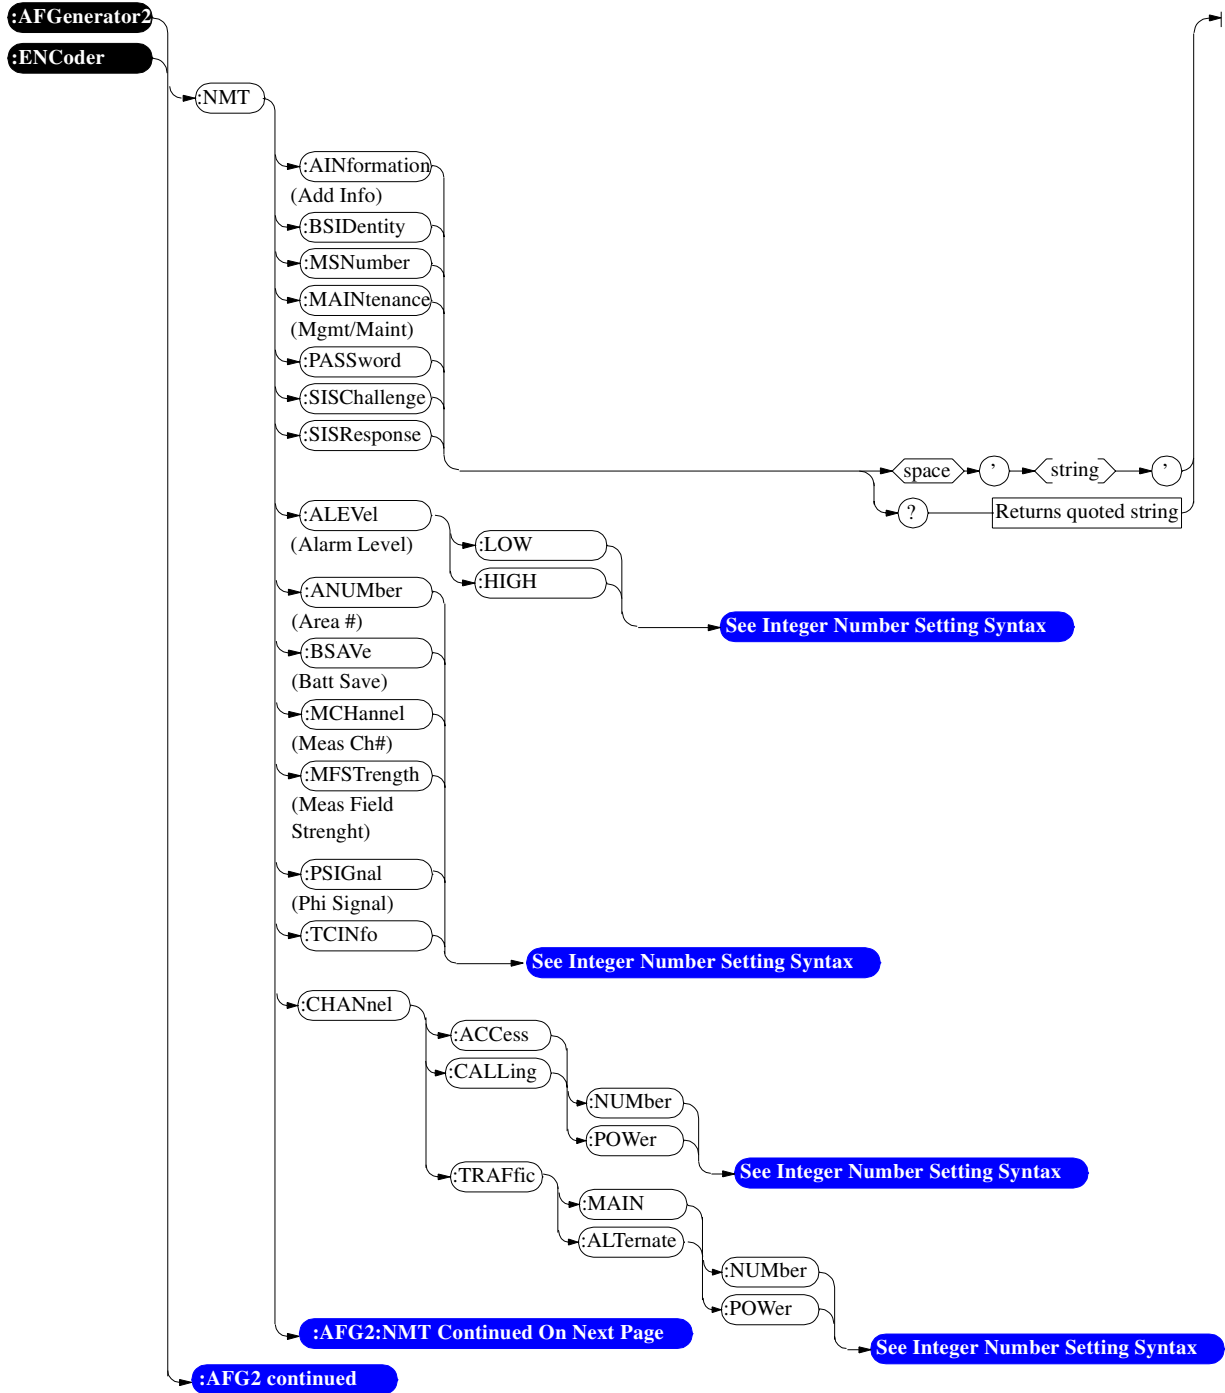 :AFGenerator2
:ENCoder
:NMT
:AINformation
(Add Info)
:BSIDentity
:MSNumber
:MAINtenance
(Mgmt/Maint)
:PASSword
:SISChallenge
:SISResponse
space ’ string ’
? Returns quoted string
:ALEVel
(Alarm Level)
:LOW
:HIGH
See Integer Number Setting Syntax
:ANUMber
(Area #)
:BSAVe
(Batt Save)
:MCHannel
(Meas Ch#)
:MFSTrength
(Meas Field
Strenght)
:PSIGnal
(Phi Signal)
:TCINfo
See Integer Number Setting Syntax
:CHANnel
:ACCess
:CALLing
:NUMber
:POWer
See Integer Number Setting Syntax
:TRAFfic
:MAIN
:ALTernate
:NUMber
:POWer
See Integer Number Setting Syntax
:AFG2:NMT Continued On Next Page
:AFG2 continued